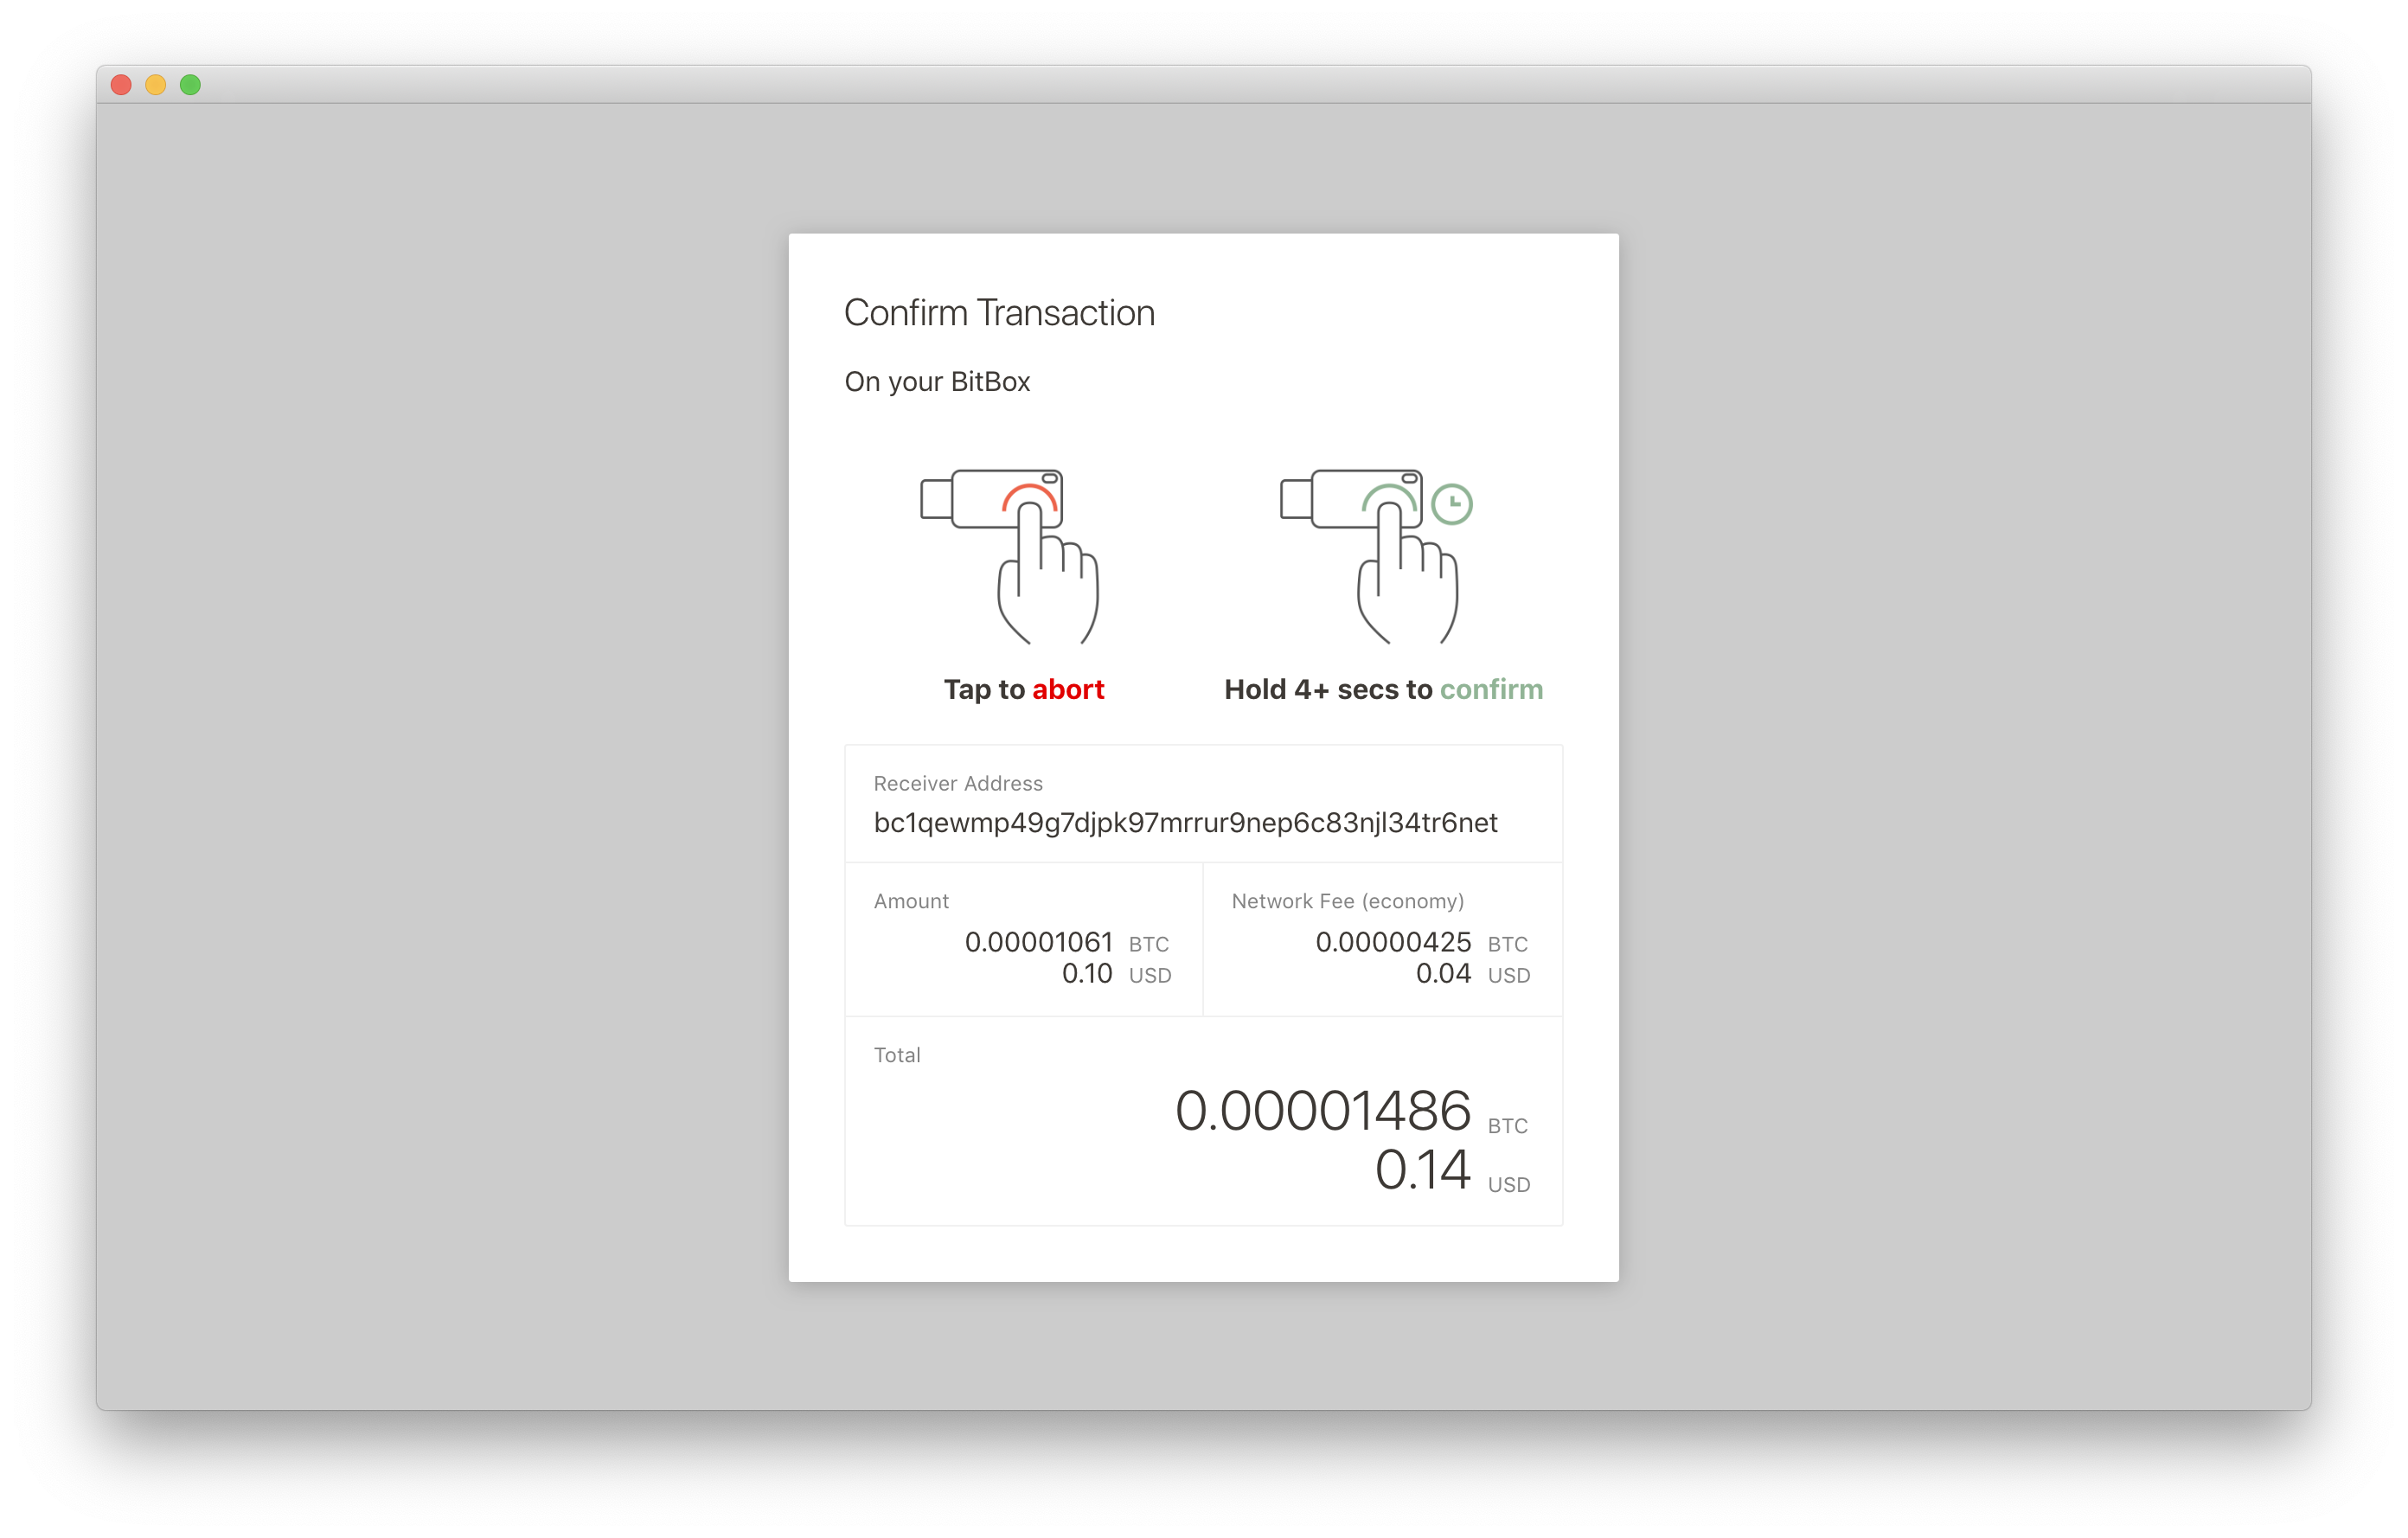 Confirm Transaction
On your BitBox
Tap to abort
Hold 4+ secs to confirm
Receiver Address
bc1qewmp49g7djpk97mrrur9nep6c83njl34tr6net
Amount
0.00001061 BTC
0.10 USD
Network Fee (economy)
0.00000425 BTC
0.04 USD
Total
0.00001486 BTC
0.14 USD